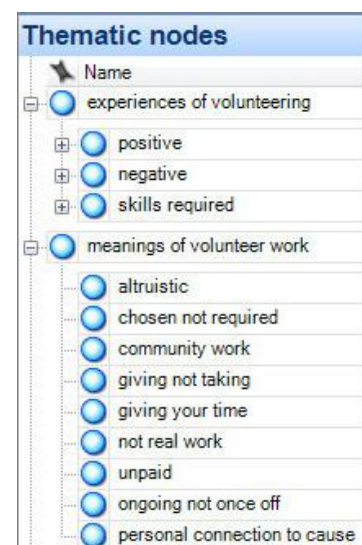 Thematic nodes
Name
experiences of volunteering
positive
negative
skills required
meanings of volunteer work
altruistic
chosen not required
community work
giving not taking
giving your time
not real work
unpaid
ongoing not once off
personal connection to cause